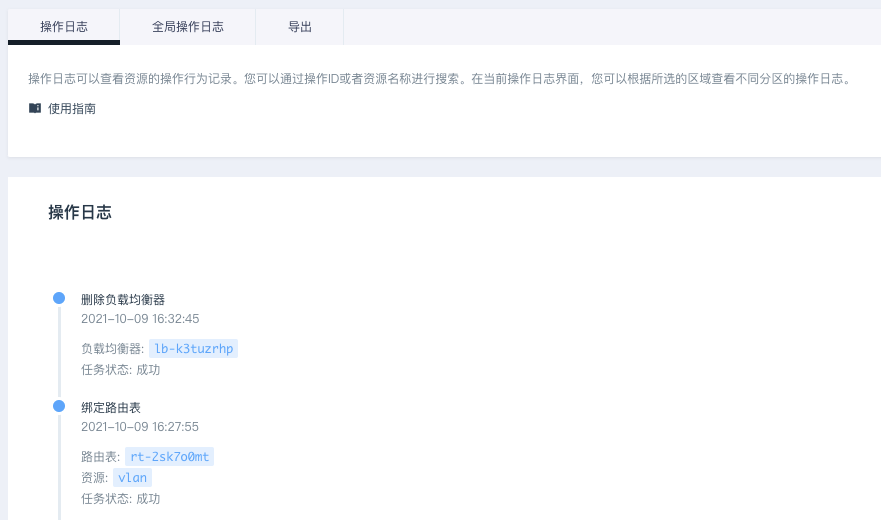 操作日志 全局操作日志 导出
操作日志可以查看资源的操作行为记录。您可以通过操作ID或者资源名称进行搜索。在当前操作日志界面，您可以根据所选的区域查看不同分区的操作日志。
使用指南
操作日志
删除负载均衡器
2021-10-09 16:32:45
负载均衡器: lb-k3tuzrhp
任务状态: 成功
绑定路由表
2021-10-09 16:27:55
路由表: rt-2sk7o0mt
资源: vlan
任务状态: 成功